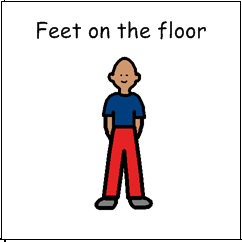 Feet on the floor